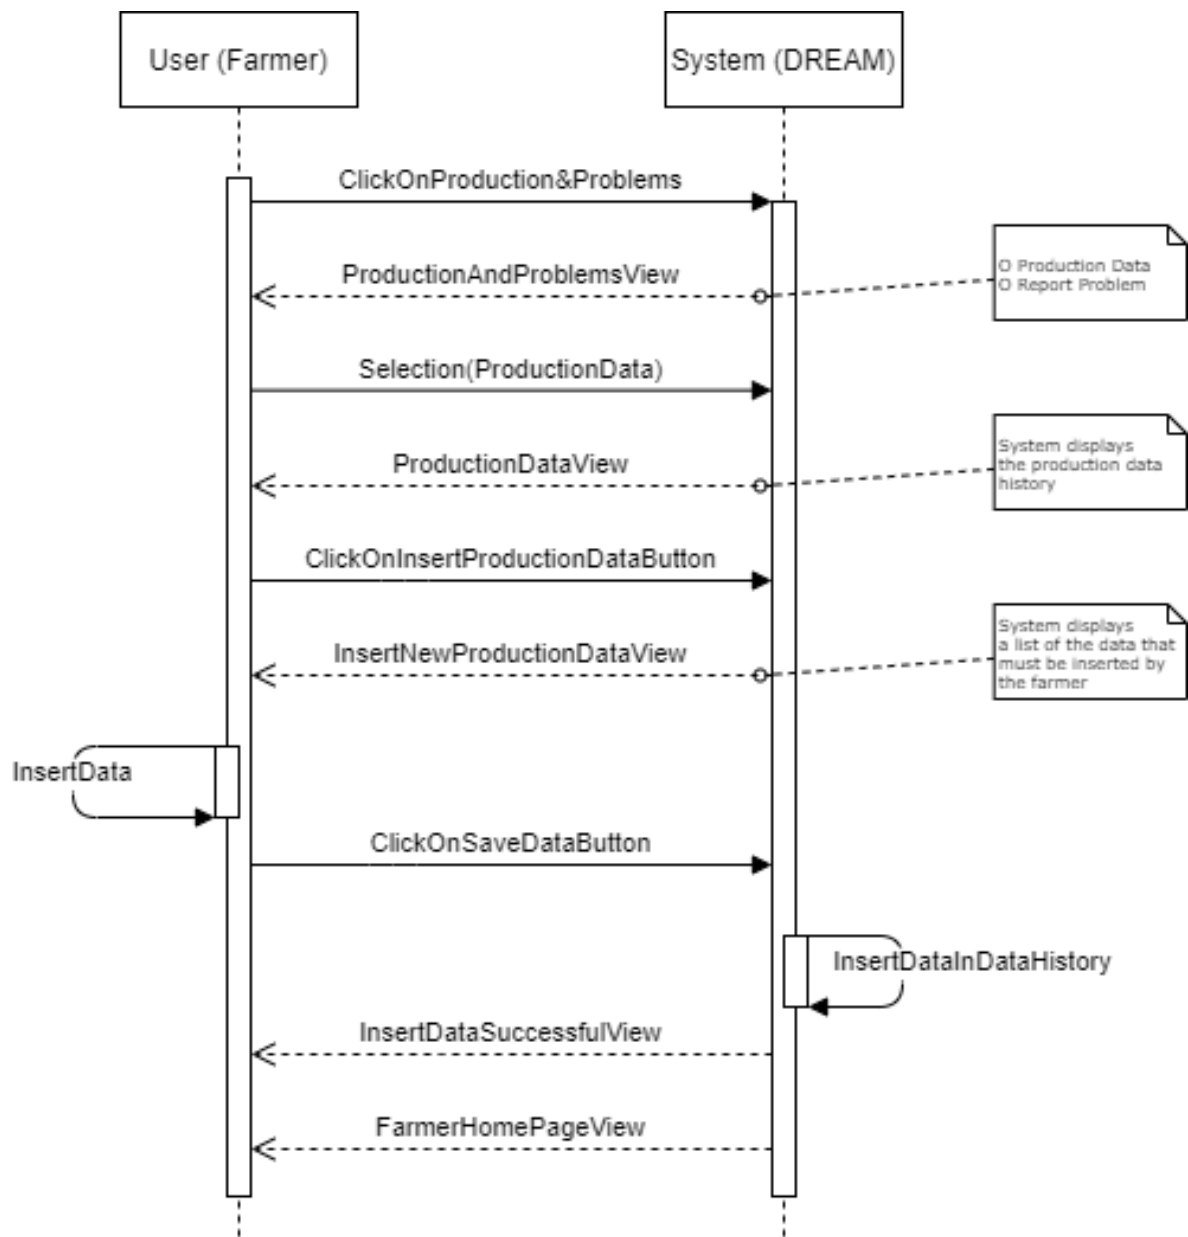 User (Farmer)
System (DREAM)
ClickOnProduction&Problems
ProductionAndProblemsView
O Production Data
O Report Problem
Selection(ProductionData)
ProductionDataView
System displays
the production data
history
ClickOnInsertProductionDataButton
InsertNewProductionDataView
System displays
a list of the data that
must be inserted by
the farmer
InsertData
ClickOnSaveDataButton
InsertDataInDataHistory
InsertDataSuccessfulView
FarmerHomePageView